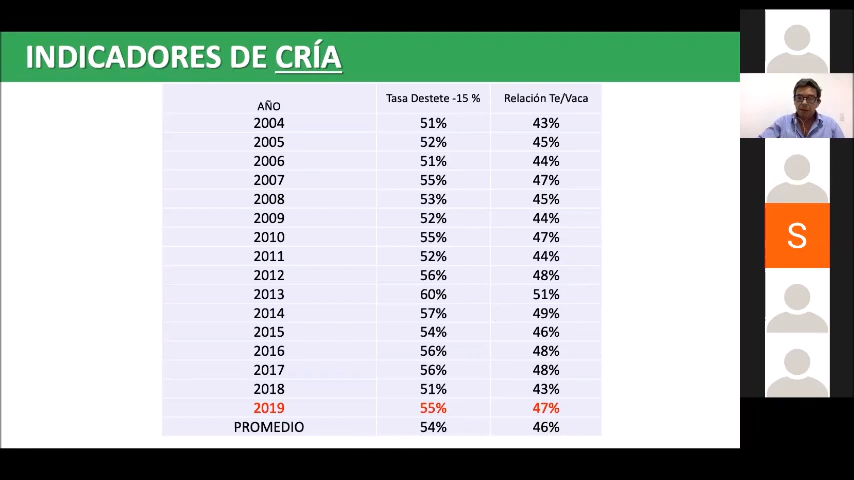 INDICADORES DE CRÍA
AÑO Tasa Destete -15 % Relación Te/Vaca
2004 51% 43%
2005 52% 45%
2006 51% 44%
2007 55% 47%
2008 53% 45%
2009 52% 44%
2010 55% 47%
2011 52% 44%
2012 56% 48%
2013 60% 51%
2014 57% 49%
2015 54% 46%
2016 56% 48%
2017 56% 48%
2018 51% 43%
2019 55% 47%
PROMEDIO 54% 46%
S